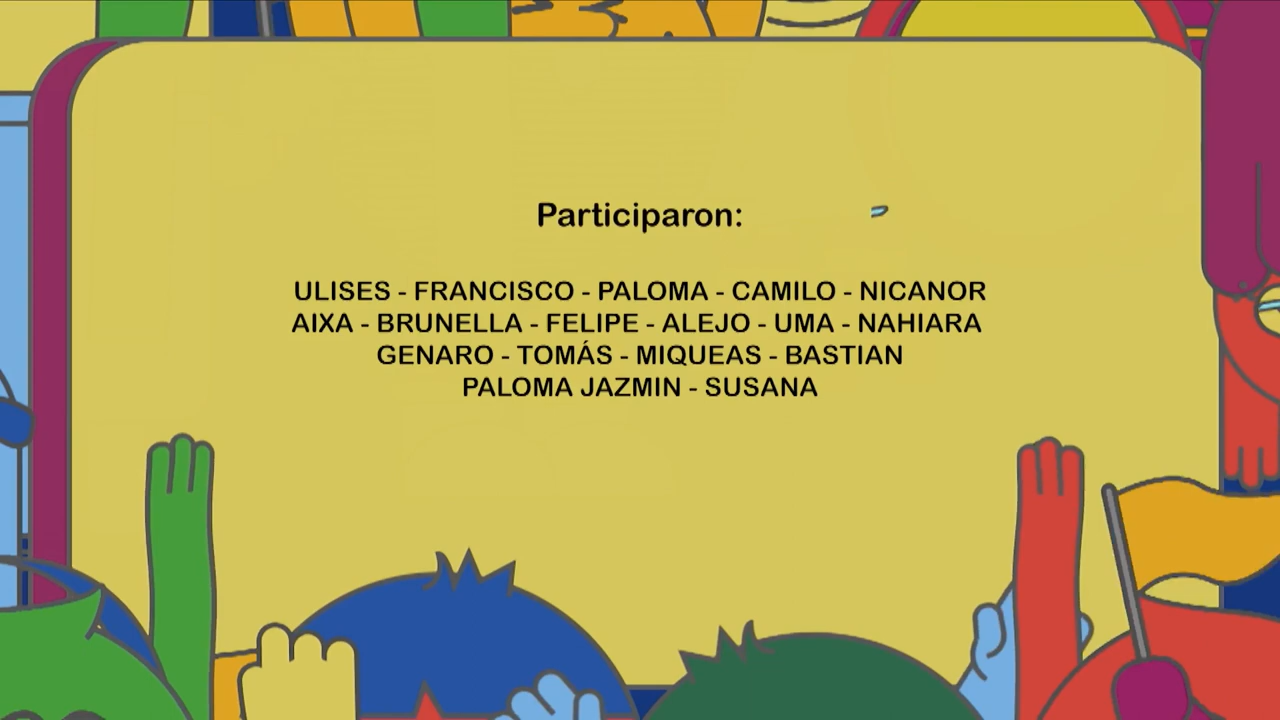 Participaron:
ULISES - FRANCISCO - PALOMA - CAMILO - NICANOR
AIXA - BRUNELLA - FELIPE - ALEJO - UMA - NAHIARA
GENARO - TOMÁS - MIQUEAS - BASTIAN
PALOMA JAZMIN - SUSANA